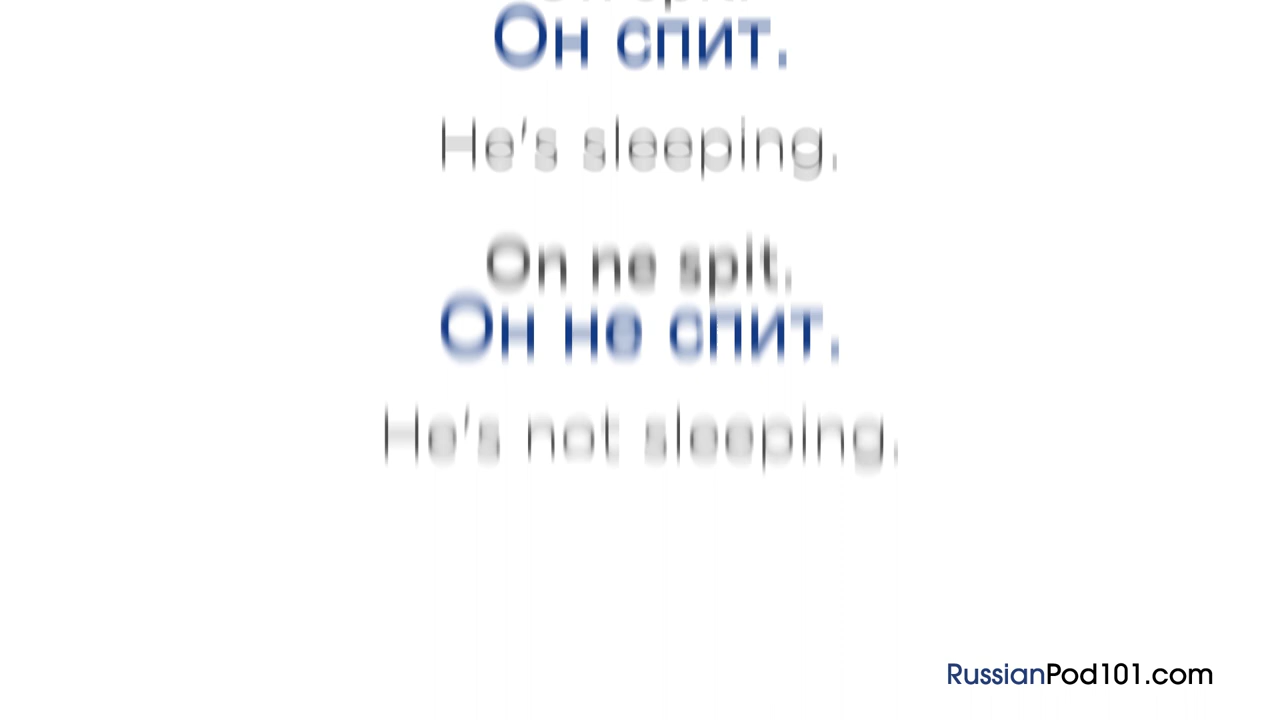 Он спит.
He's sleeping.
On ne spit.
Он не спит.
He's not sleeping.
RussianPod101.com